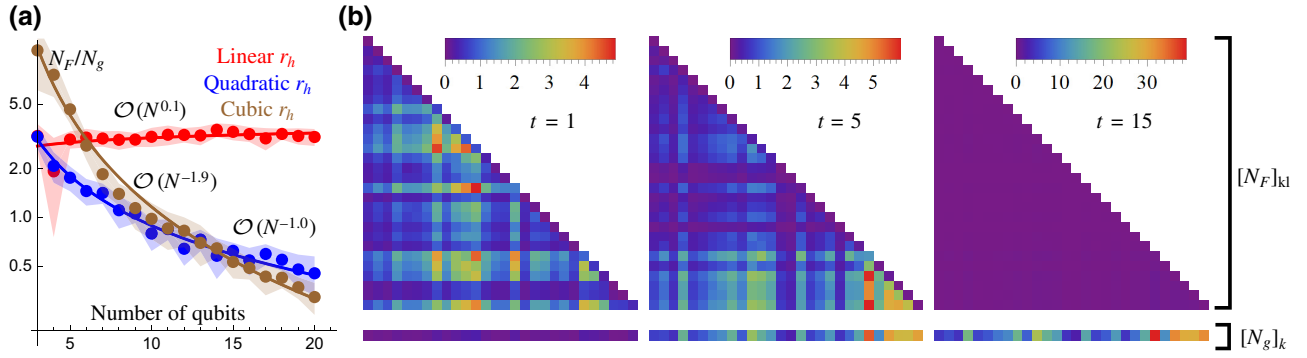 (a)
N_F/N_g
Linear r_h
Quadratic r_h
Cubic r_h
O(N^{0.1})
O(N^{-1.9})
O(N^{-1.0})
5.0
2.0
1.0
0.5
Number of qubits
5 10 15 20
(b)
0 1 2 3 4
t = 1
0 1 2 3 4 5
t = 5
0 10 20 30
t = 15
[N_F]_{kl}
[N_g]_k